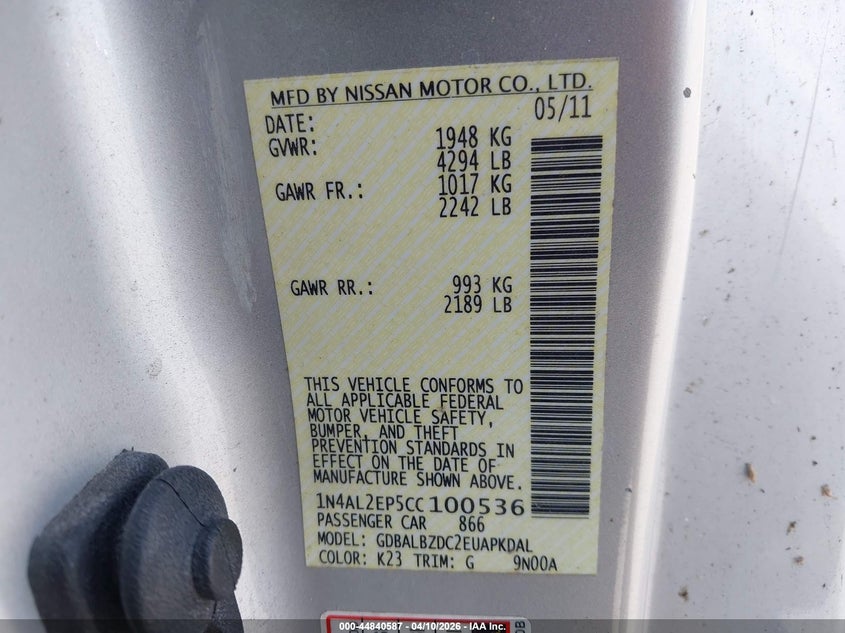 MFD BY NISSAN MOTOR CO., LTD.
DATE: 05/11
GVWR: 1948 KG
4294 LB
GAWR FR.: 1017 KG
2242 LB
GAWR RR.: 993 KG
2189 LB
THIS VEHICLE CONFORMS TO
ALL APPLICABLE FEDERAL
MOTOR VEHICLE SAFETY,
BUMPER, AND THEFT
PREVENTION STANDARDS IN
EFFECT ON THE DATE OF
MANUFACTURE SHOWN ABOVE.
1N4AL2EP5CC100536
PASSENGER CAR 866
MODEL: GDBALBZDC2EUAPKDAL
COLOR: K23 TRIM: G 9N00A
000-44840587 - 04/10/2026 - IAA Inc.